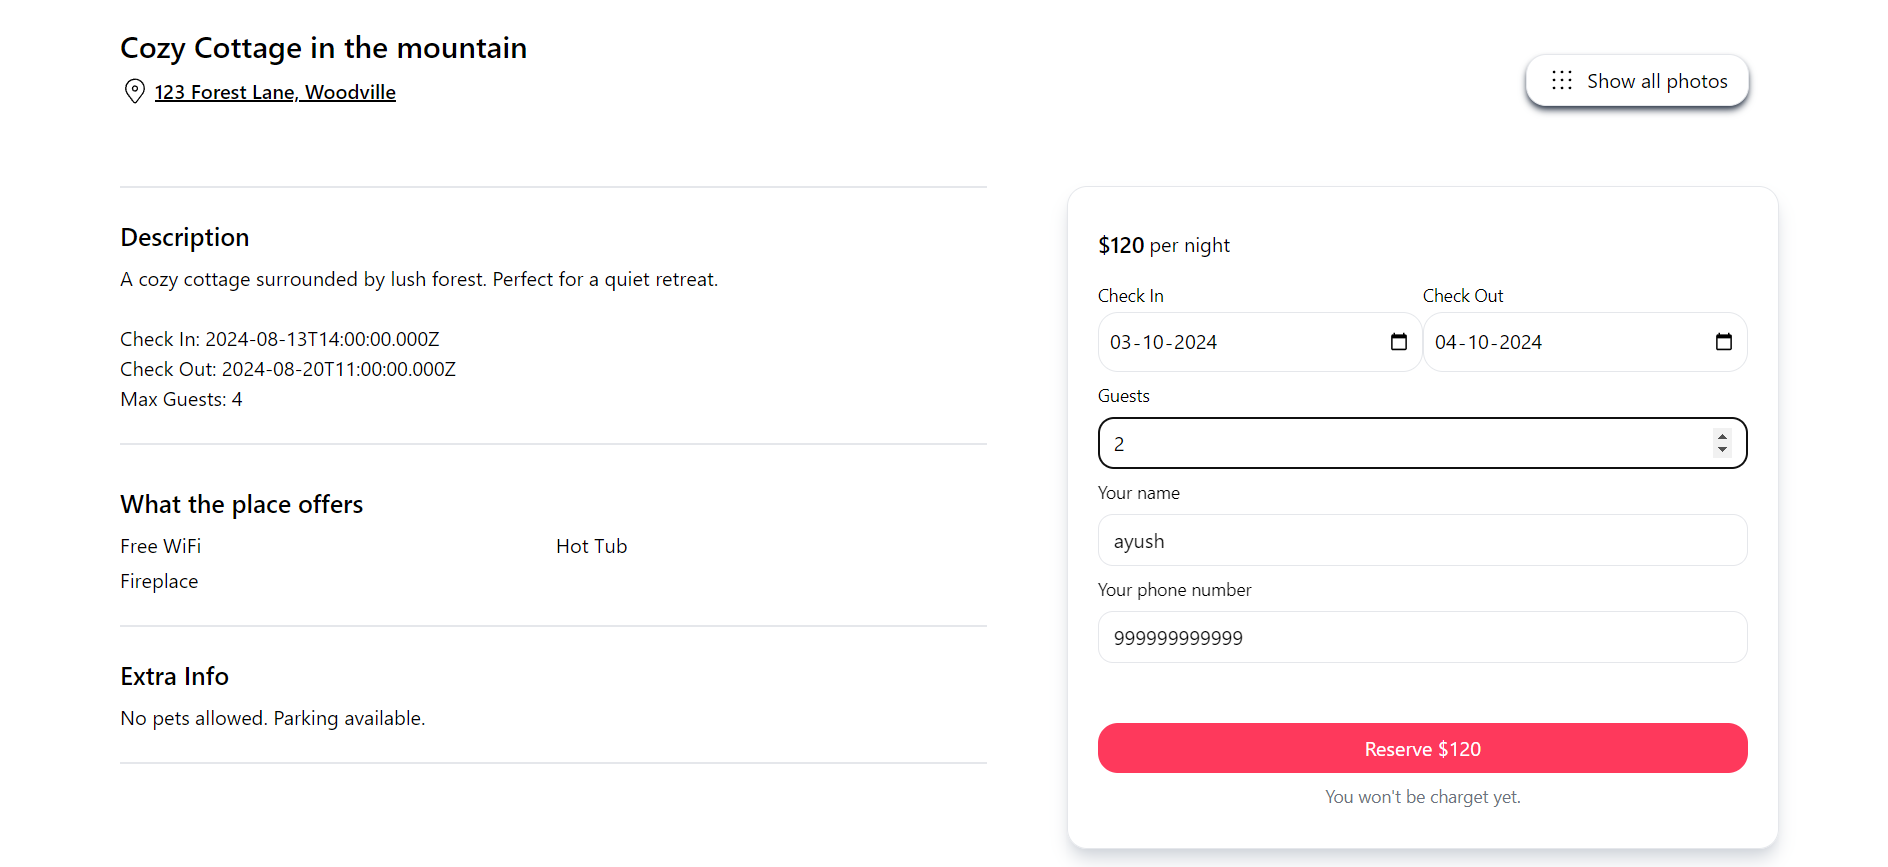 Cozy Cottage in the mountain
123 Forest Lane, Woodville
Show all photos
Description
A cozy cottage surrounded by lush forest. Perfect for a quiet retreat.
Check In: 2024-08-13T14:00:00.000Z
Check Out: 2024-08-20T11:00:00.000Z
Max Guests: 4
What the place offers
Free WiFi
Hot Tub
Fireplace
Extra Info
No pets allowed. Parking available.
$120 per night
Check In
Check Out
03-10-2024
04-10-2024
Guests
2
Your name
ayush
Your phone number
999999999999
Reserve $120
You won't be charget yet.